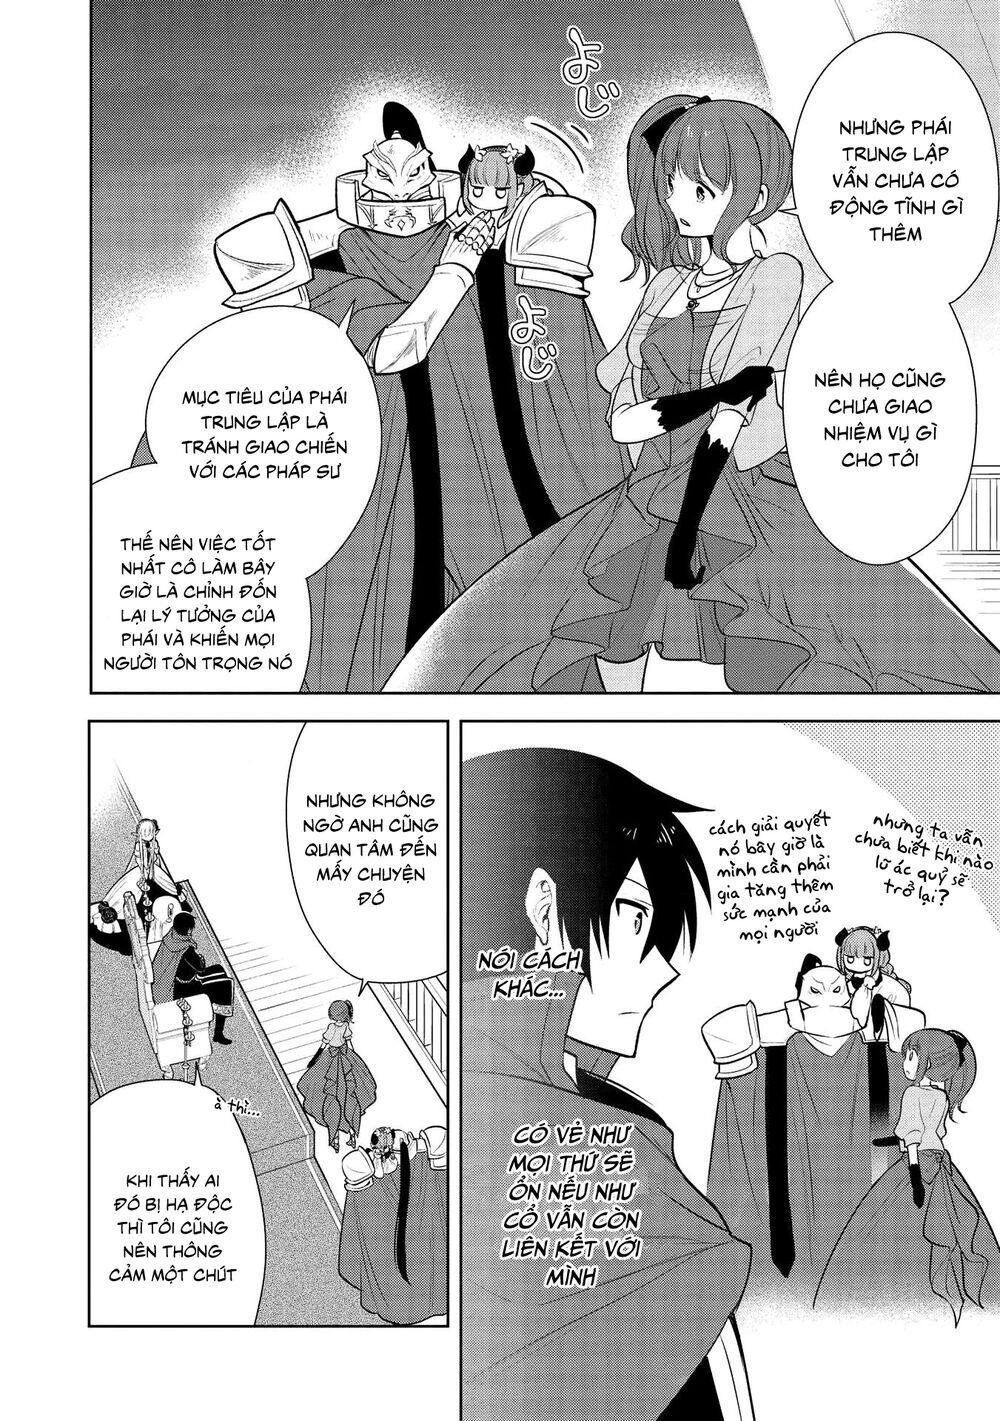 NHƯNG PHÁI
TRUNG LẬP
VẪN CHƯA CÓ
ĐỘNG TĨNH GÌ
THÊM
NÊN HỌ CŨNG
CHƯA GIAO
NHIỆM VỤ GÌ
CHO TÔI
よじ
よじ
MỤC TIÊU CỦA PHÁI
TRUNG LẬP LÀ
TRÁNH GIAO CHIẾN
VỚI CÁC PHÁP SƯ
THẾ NÊN VIỆC TỐT
NHẤT CÔ LÀM BÂY
GIỜ LÀ CHỈNH ĐỐN
LẠI LÝ TƯỞNG CỦA
PHÁI VÀ KHIẾN MỌI
NGƯỜI TÔN TRỌNG NÓ
nhưng ta vẫn
chưa biết khi nào
lũ ác quỷ sẽ
trở lại?
cách giải quyết
nó bây giờ là
mình cần phải
gia tăng thêm
sức mạnh của
mọi người
NÓI CÁCH
KHÁC...
CÓ VẺ NHƯ
MỌI THỨ SẼ
ỔN NẾU NHƯ
CỔ VẪN CÒN
LIÊN KẾT VỚI
MÌNH
NHƯNG KHÔNG
NGỜ ANH CŨNG
QUAN TÂM ĐẾN
MẤY CHUYỆN
ĐÓ
à thì...
KHI THẤY AI
ĐÓ BỊ HẠ ĐỘC
THÌ TÔI CŨNG
NÊN THÔNG
CẢM MỘT CHÚT